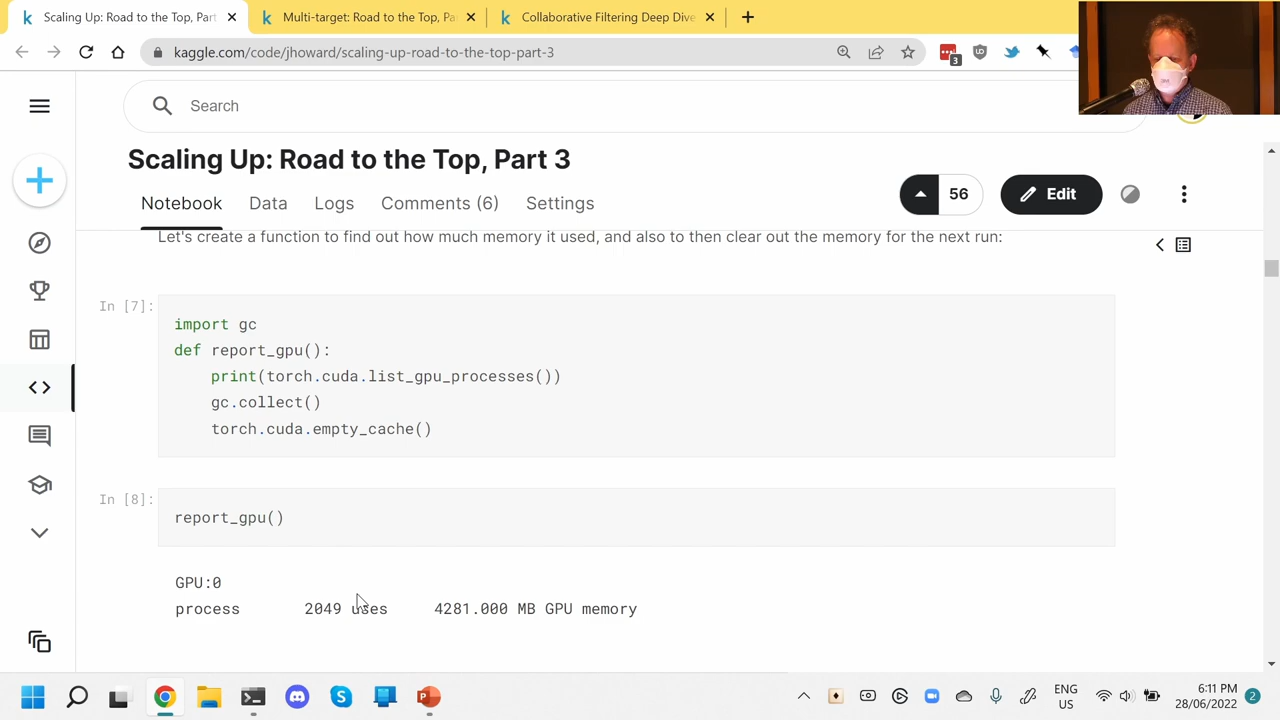 Scaling Up: Road to the Top, Part
Multi-target: Road to the Top, Pa
Collaborative Filtering Deep Dive
kaggle.com/code/jhoward/scaling-up-road-to-the-top-part-3
3
Search
Scaling Up: Road to the Top, Part 3
56
Edit
Notebook
Data
Logs
Comments (6)
Settings
Let's create a function to find out how much memory it used, and also to then clear out the memory for the next run:
In [7]:
import gc
def report_gpu():
    print(torch.cuda.list_gpu_processes())
    gc.collect()
    torch.cuda.empty_cache()
In [8]:
report_gpu()
GPU:0
process       2049 uses     4281.000 MB GPU memory
ENG
US
6:11 PM
28/06/2022
2